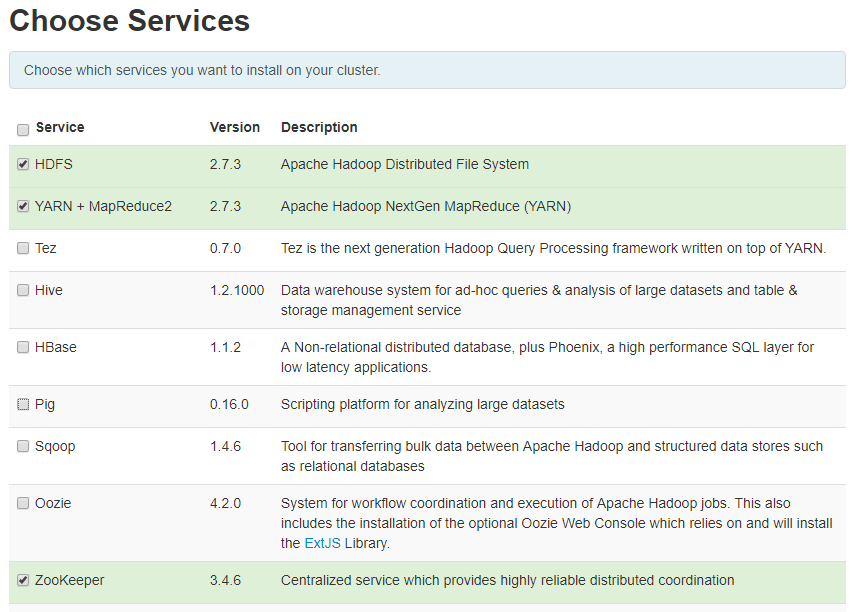 Choose Services
Choose which services you want to install on your cluster.
Service Version Description
HDFS 2.7.3 Apache Hadoop Distributed File System
YARN + MapReduce2 2.7.3 Apache Hadoop NextGen MapReduce (YARN)
Tez 0.7.0 Tez is the next generation Hadoop Query Processing framework written on top of YARN.
Hive 1.2.1000 Data warehouse system for ad-hoc queries & analysis of large datasets and table &
storage management service
HBase 1.1.2 A Non-relational distributed database, plus Phoenix, a high performance SQL layer for
low latency applications.
Pig 0.16.0 Scripting platform for analyzing large datasets
Sqoop 1.4.6 Tool for transferring bulk data between Apache Hadoop and structured data stores such
as relational databases
Oozie 4.2.0 System for workflow coordination and execution of Apache Hadoop jobs. This also
includes the installation of the optional Oozie Web Console which relies on and will install
the ExtJS Library.
ZooKeeper 3.4.6 Centralized service which provides highly reliable distributed coordination